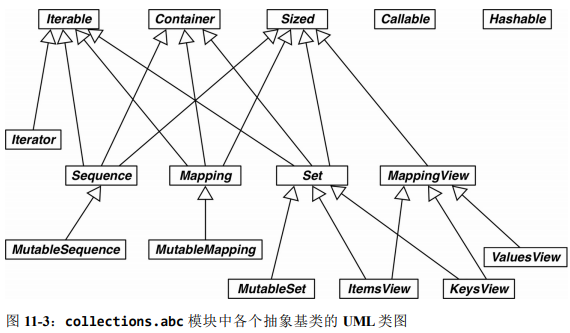 Iterable Container Sized Callable Hashable
Iterator
Sequence Mapping Set MappingView
MutableSequence MutableMapping ValuesView
MutableSet ItemsView KeysView
图 11-3：collections.abc 模块中各个抽象基类的 UML 类图